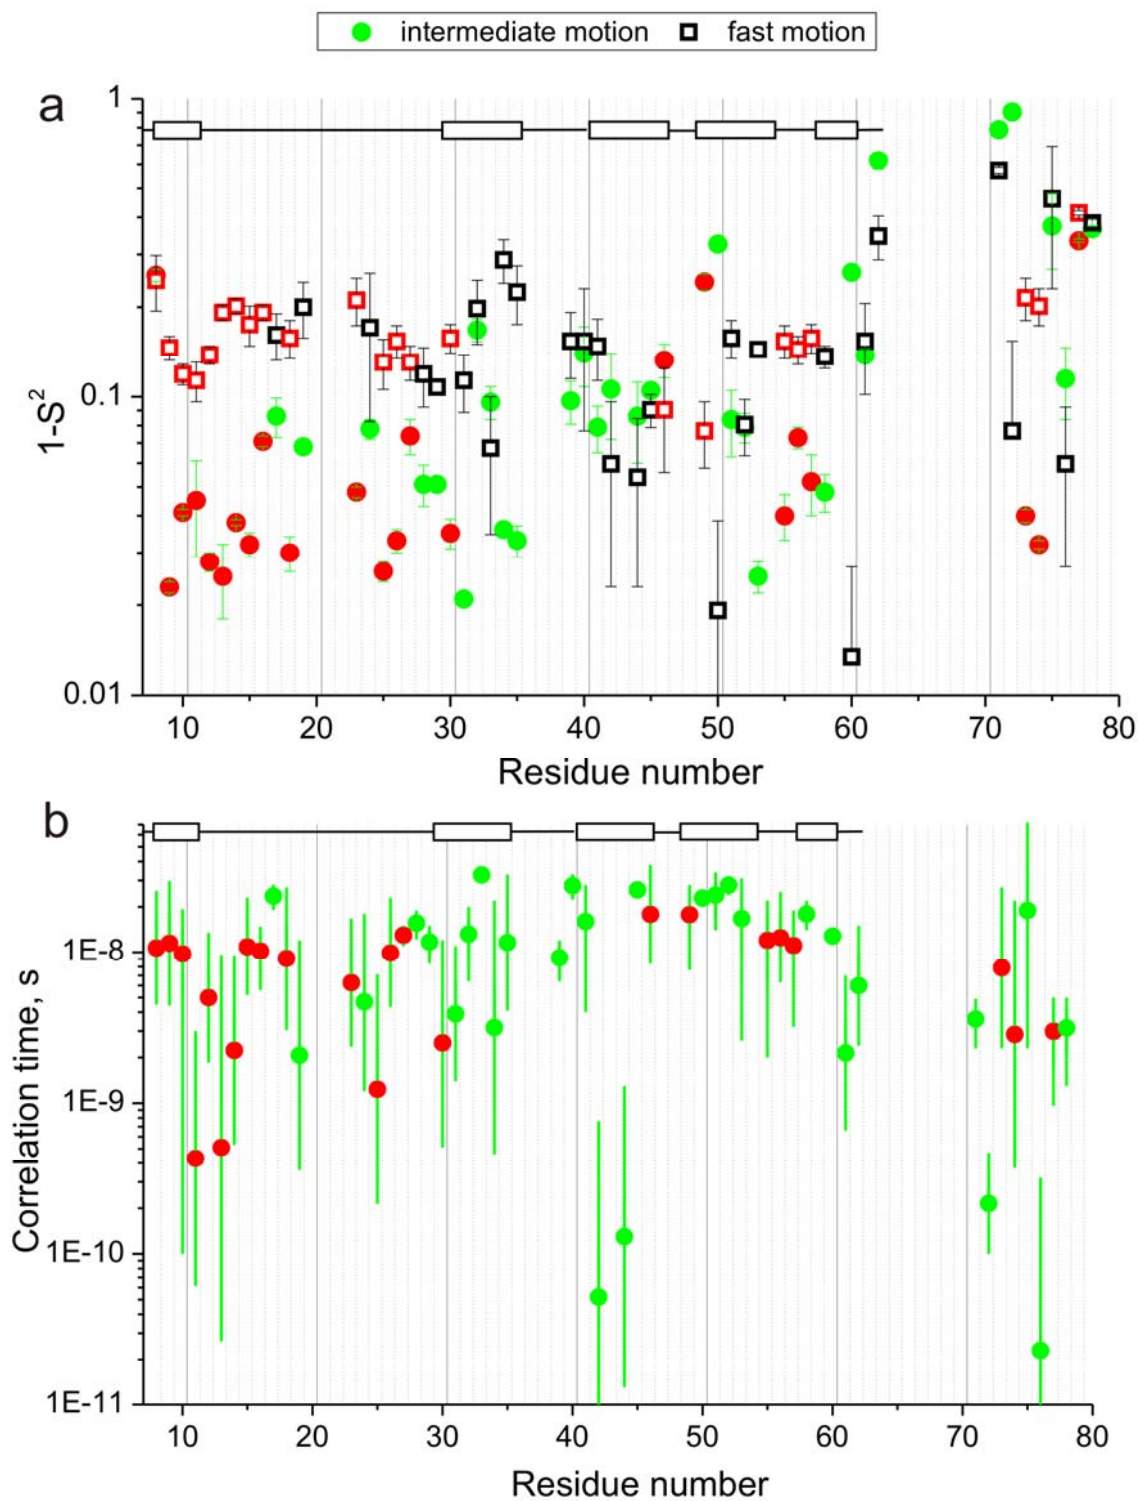 intermediate motion fast motion
a
1
0.1
0.01
1-S²
10 20 30 40 50 60 70 80
Residue number
b
1E-8
1E-9
1E-10
1E-11
Correlation time, s
10 20 30 40 50 60 70 80
Residue number